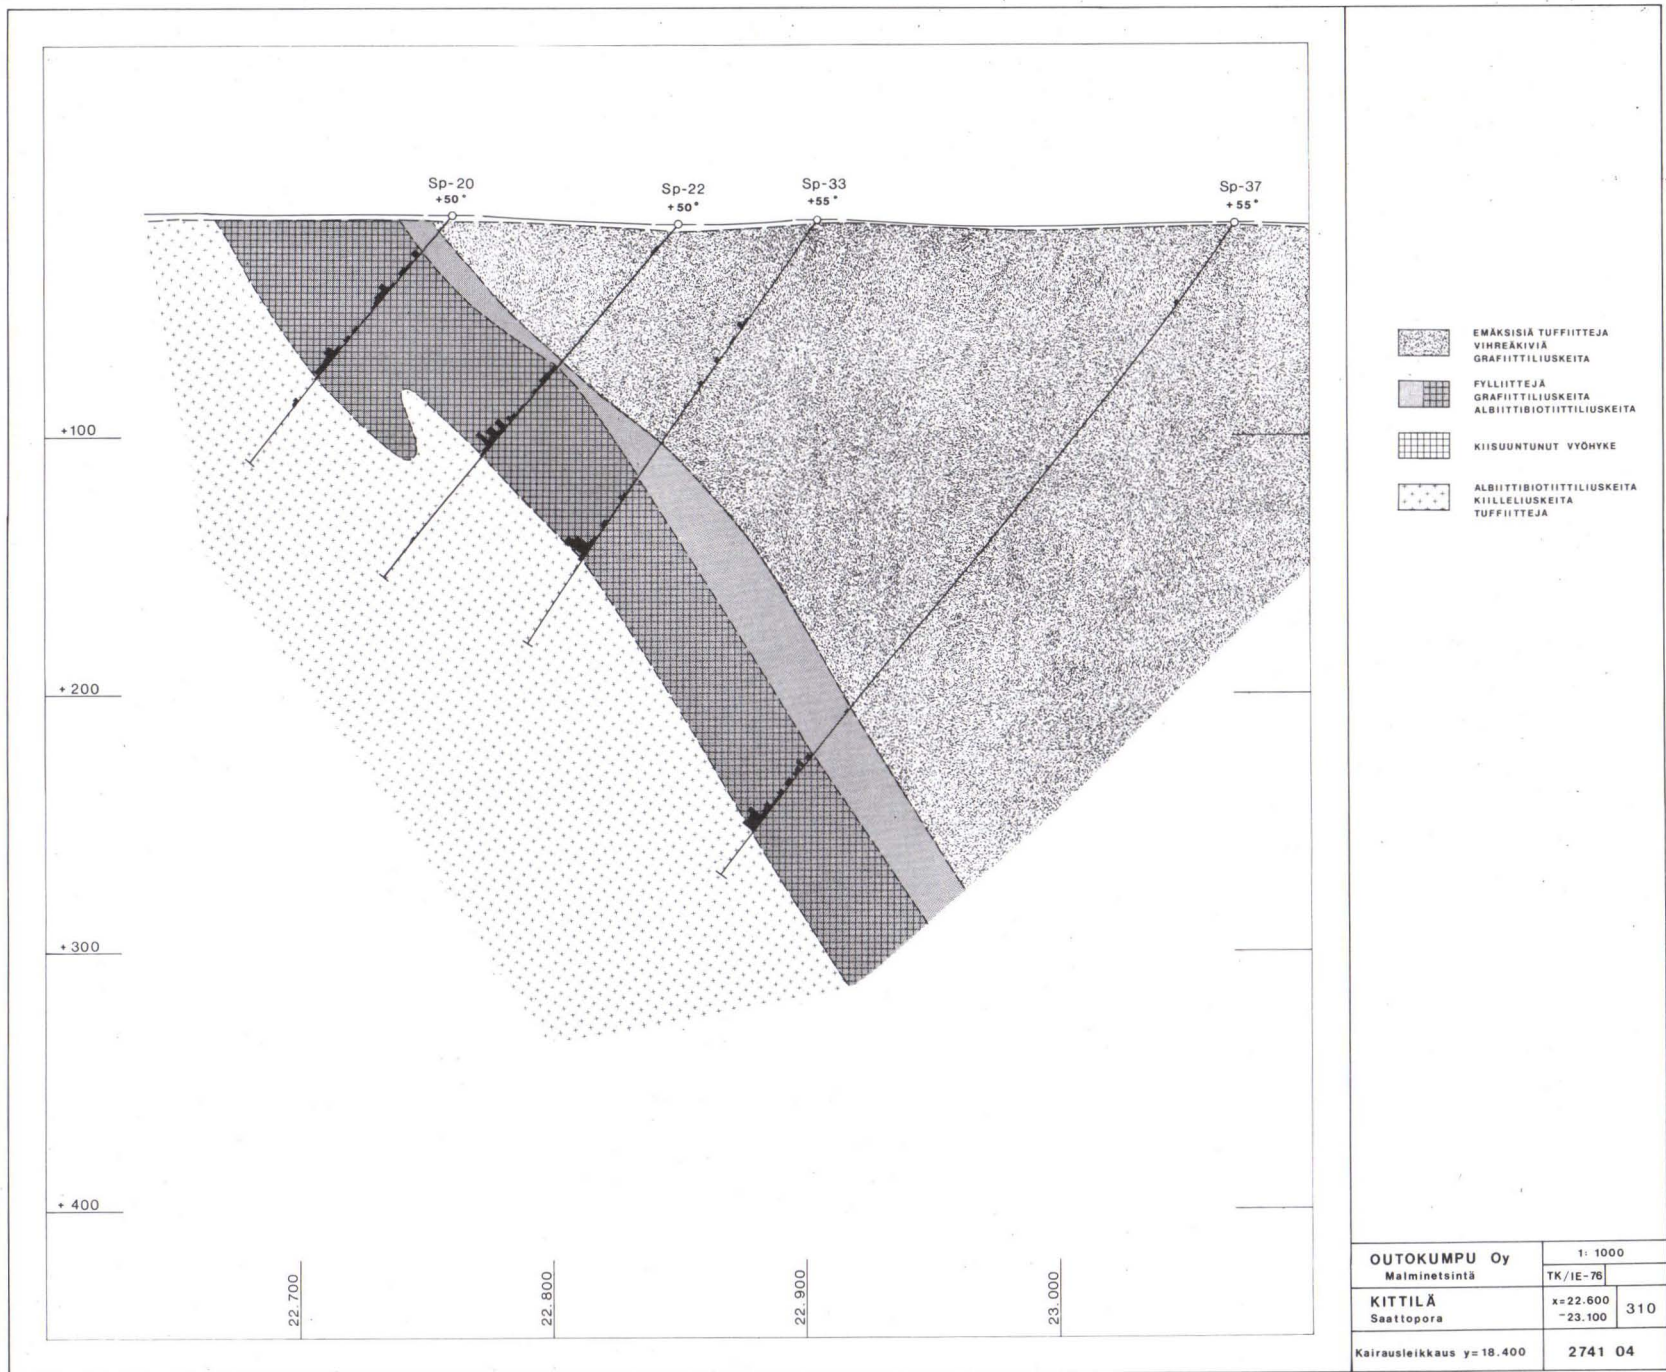 Sp-20
+50°
Sp-22
+50°
Sp-33
+55°
Sp-37
+55°
+100
+200
+300
+400
22.700
22.800
22.900
23.000
EMÄKSISIÄ TUFFIITTEJA
VIHREÄKIVIÄ
GRAFIITTILIUSKEITA
FYLLIITTEJÄ
GRAFIITTILIUSKEITA
ALBIITTIBIOTIITTILIUSKEITA
KIISUUNTUNUT VYÖHYKE
ALBIITTIBIOTIITTILIUSKEITA
KIILLELIUSKEITA
TUFFIITTEJA
OUTOKUMPU Oy
Malminetsintä
1: 1000
TK/IE-76
KITTILÄ
Saattopora
x=22.600
-23.100
310
Kairausleikkaus y=18.400
2741 04